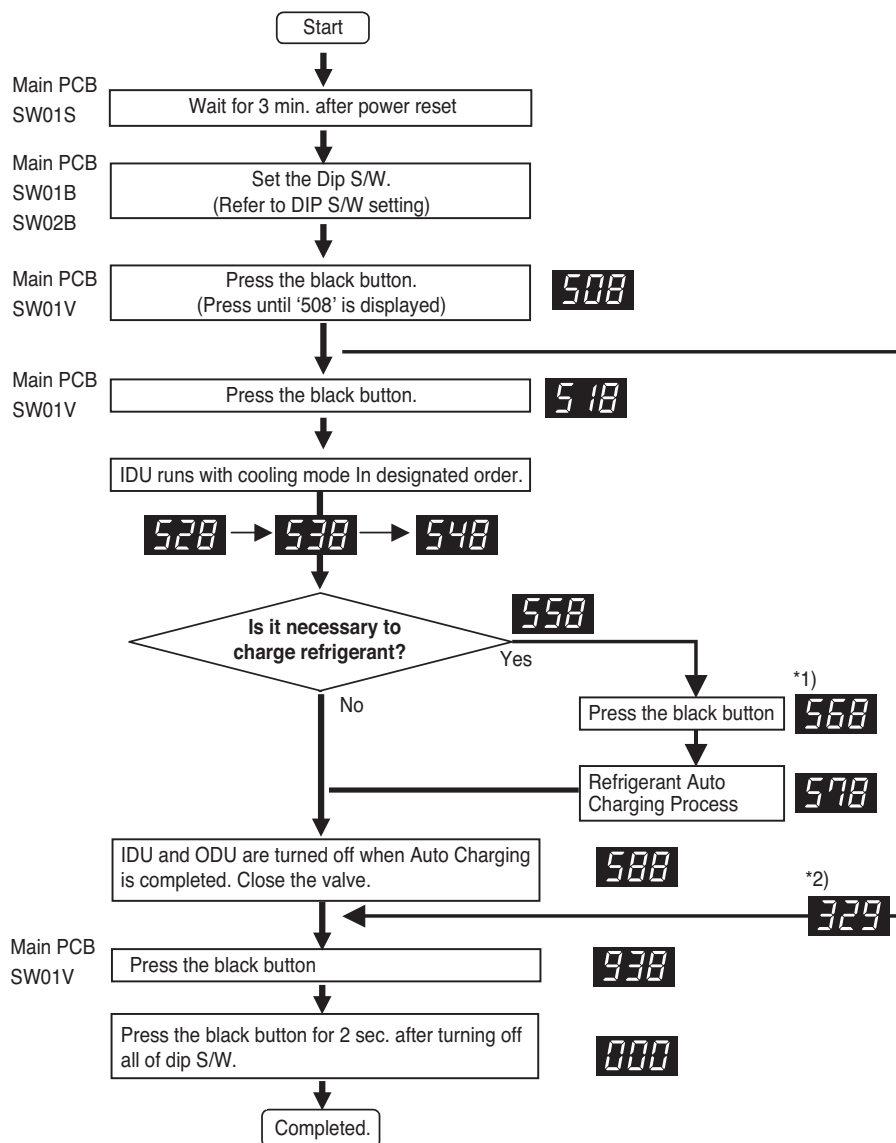 Start
Main PCB
SW01S
Wait for 3 min. after power reset
Main PCB
SW01B
SW02B
Set the Dip S/W.
(Refer to DIP S/W setting)
Main PCB
SW01V
Press the black button.
(Press until ‘508’ is displayed)
508
Main PCB
SW01V
Press the black button.
518
IDU runs with cooling mode In designated order.
528 538 548
558
Is it necessary to
charge refrigerant?
Yes
No
*1)
Press the black button
568
Refrigerant Auto
Charging Process
578
IDU and ODU are turned off when Auto Charging
is completed. Close the valve.
588
*2)
329
Main PCB
SW01V
Press the black button
938
Press the black button for 2 sec. after turning off
all of dip S/W.
000
Completed.